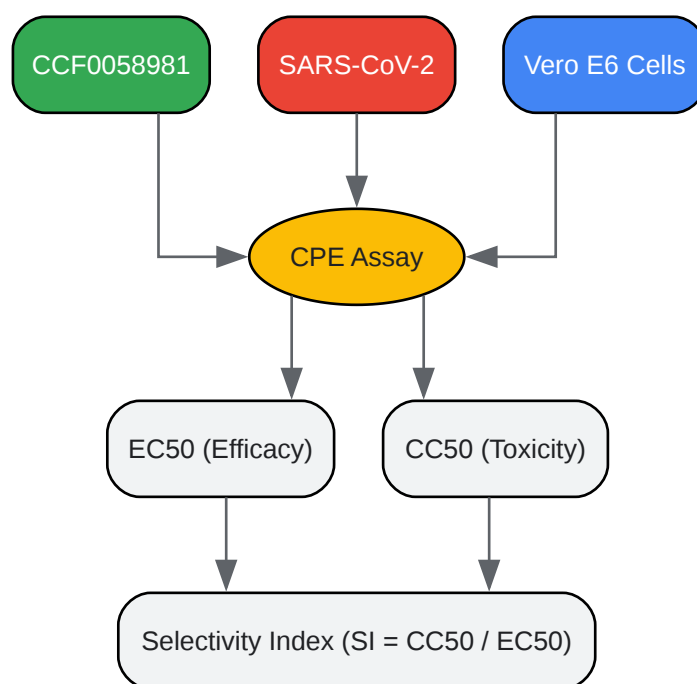 CCF0058981
SARS-CoV-2
Vero E6 Cells
CPE Assay
EC50 (Efficacy)
CC50 (Toxicity)
Selectivity Index (SI = CC50 / EC50)